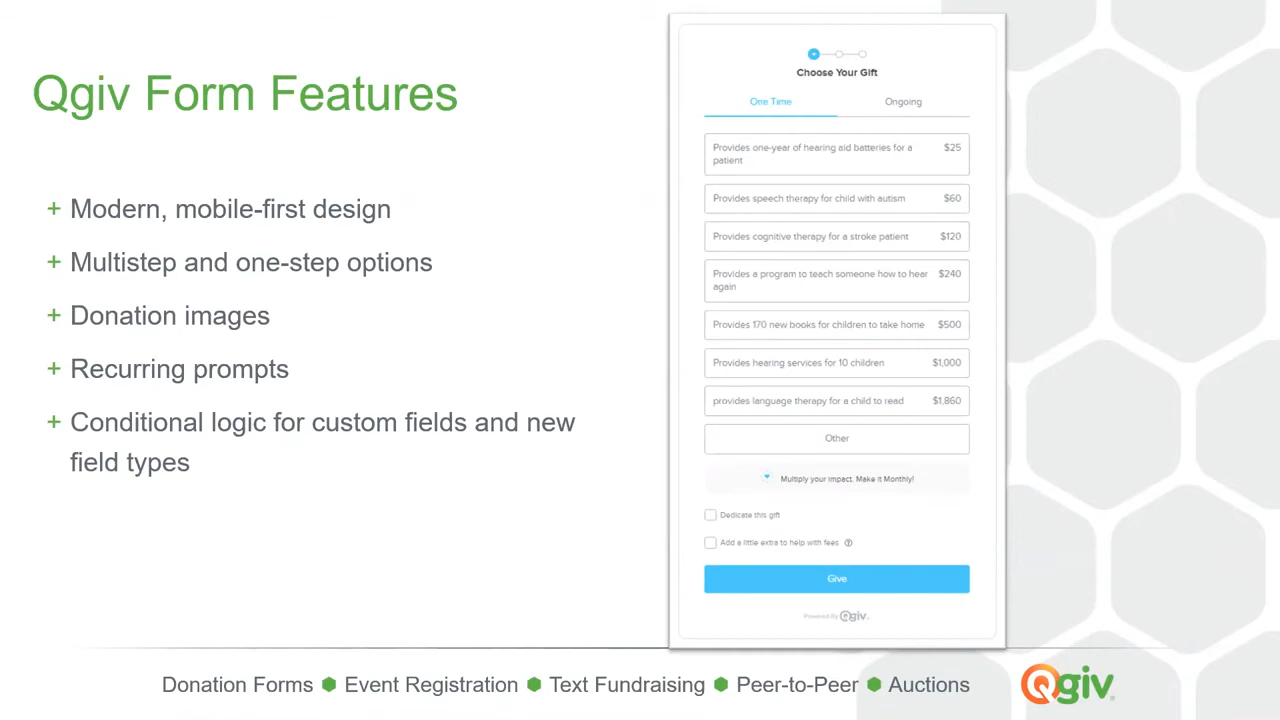 Qgiv Form Features
+ Modern, mobile-first design
+ Multistep and one-step options
+ Donation images
+ Recurring prompts
+ Conditional logic for custom fields and new
field types
Choose Your Gift
One Time Ongoing
Provides one-year of hearing aid batteries for a $25
patient
Provides speech therapy for child with autism $60
Provides cognitive therapy for a stroke patient $120
Provides a program to teach someone how to hear $240
again
Provides 170 new books for children to take home $500
Provides hearing services for 10 children $1,000
provides language therapy for a child to read $1,860
Other
Multiply your impact. Make it Monthly!
Dedicate this gift
Add a little extra to help with fees ?
Give
Powered By Qgiv.
Donation Forms Event Registration Text Fundraising Peer-to-Peer Auctions
Qgiv®